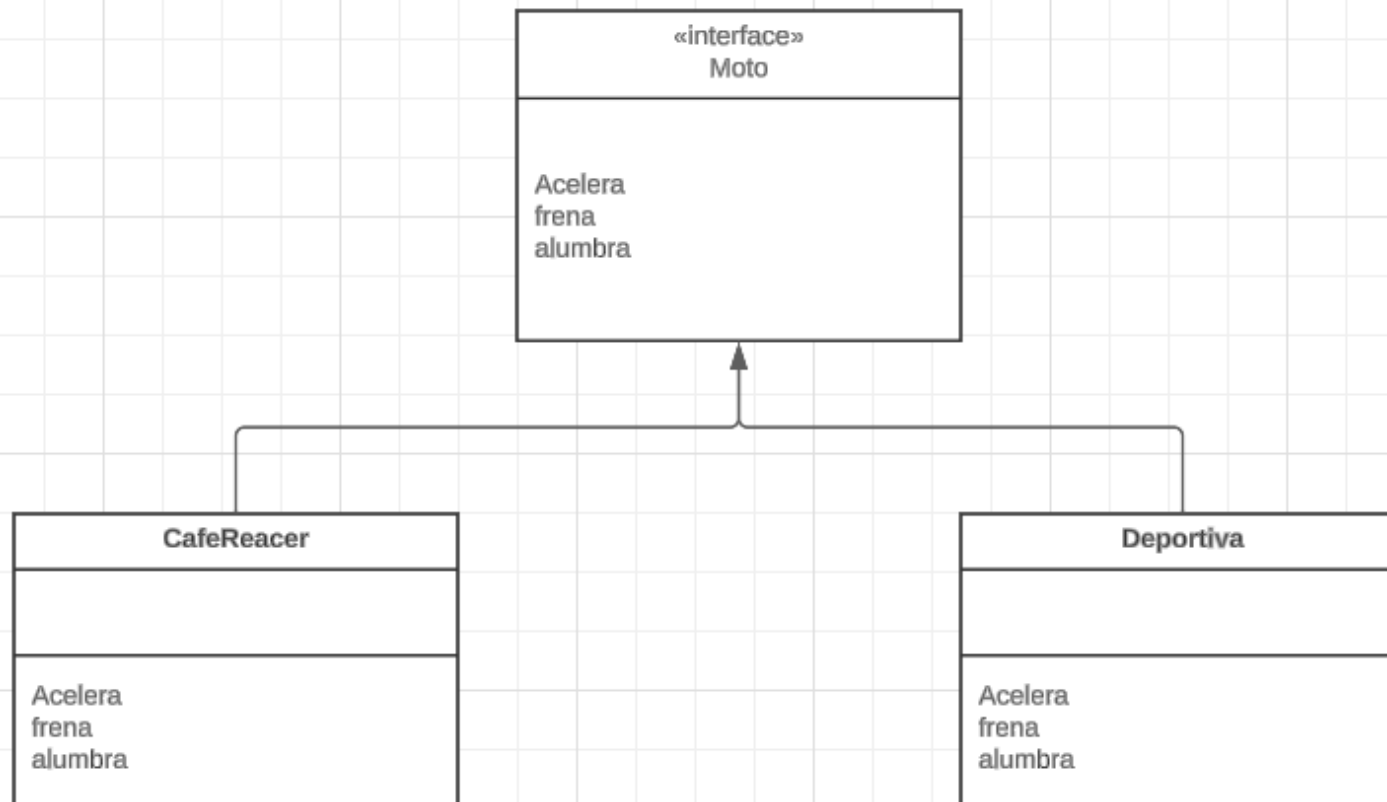 «interface»
Moto
Acelera
frena
alumbra
CafeReacer
Acelera
frena
alumbra
Deportiva
Acelera
frena
alumbra